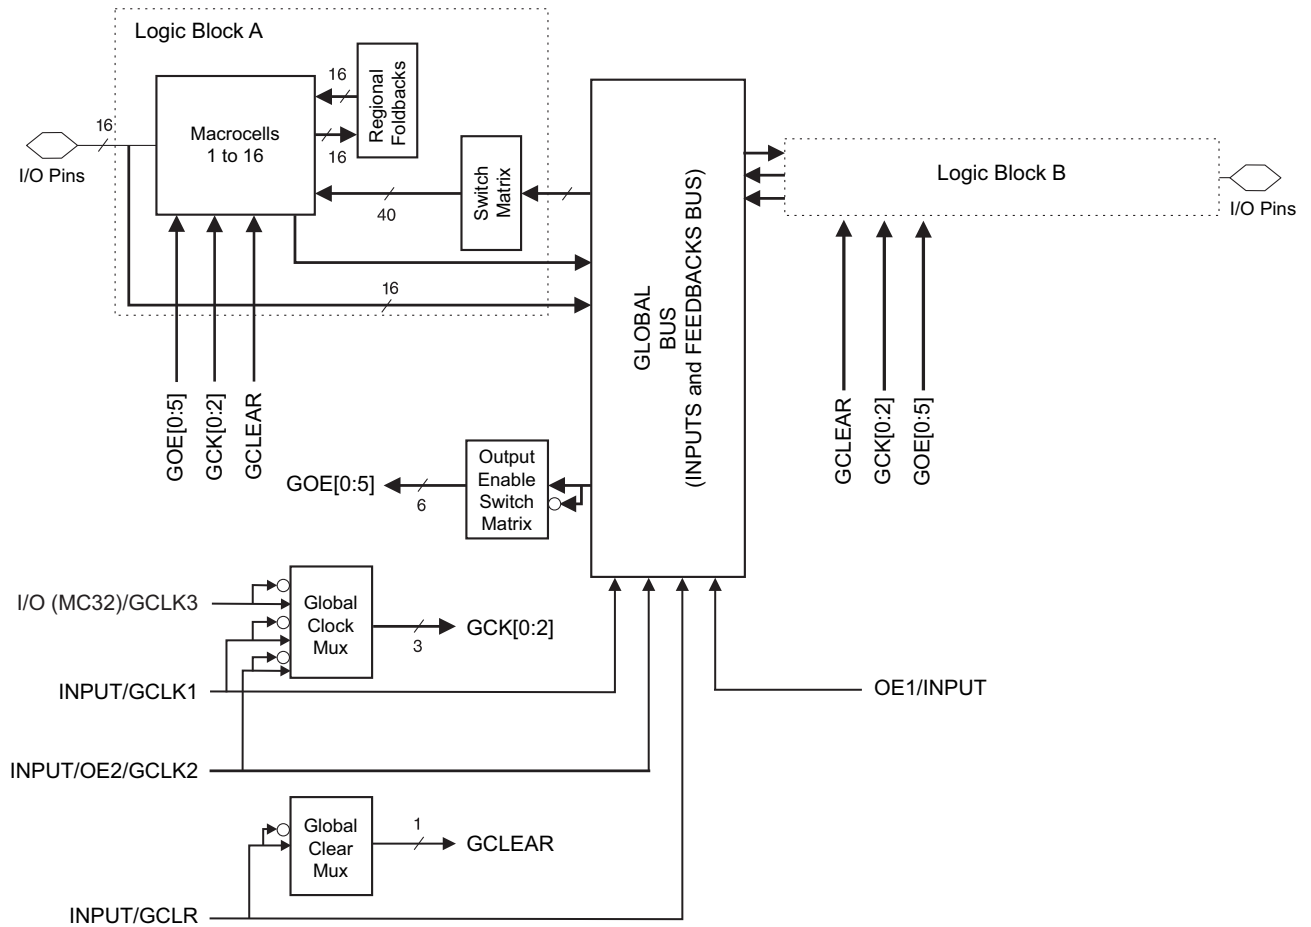 Logic Block A
16
Regional
Foldbacks
16
Macrocells
1 to 16
16
I/O Pins
Switch
Matrix
40
16
GOE[0:5]
GCK[0:2]
GCLEAR
GLOBAL
BUS
(INPUTS and FEEDBACKS BUS)
Logic Block B
I/O Pins
GCLEAR
GCK[0:2]
GOE[0:5]
Output
Enable
Switch
Matrix
GOE[0:5]
6
I/O (MC32)/GCLK3
Global
Clock
Mux
3
GCK[0:2]
INPUT/GCLK1
OE1/INPUT
INPUT/OE2/GCLK2
Global
Clear
Mux
1
GCLEAR
INPUT/GCLR